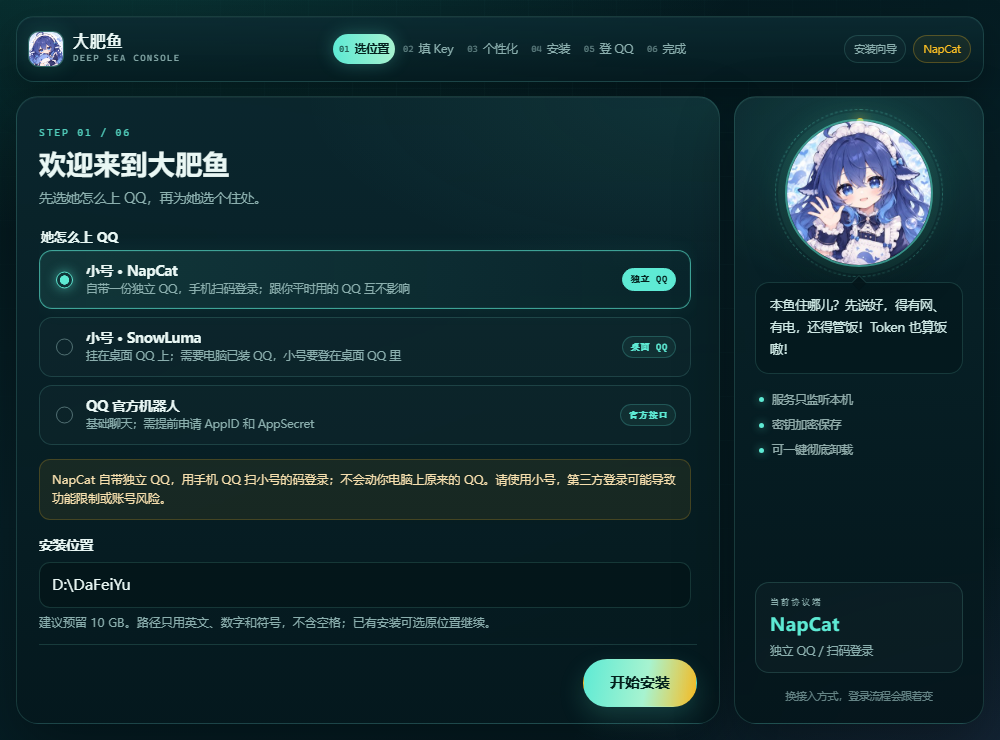 大肥鱼
DEEP SEA CONSOLE
01 选位置 02 填 Key 03 个性化 04 安装 05 登 QQ 06 完成
安装向导
NapCat
STEP 01 / 06
欢迎来到大肥鱼
先选她怎么上 QQ，再为她选个住处。
她怎么上 QQ
小号 • NapCat
自带一份独立 QQ，手机扫码登录；跟你平时用的 QQ 互不影响
独立 QQ
小号 • SnowLuma
挂在桌面 QQ 上；需要电脑已装 QQ，小号要登在桌面 QQ 里
桌面 QQ
QQ 官方机器人
基础聊天；需提前申请 AppID 和 AppSecret
官方接口
NapCat 自带独立 QQ，用手机 QQ 扫小号的码登录；不会动你电脑上原来的 QQ。请使用小号，第三方登录可能导致
功能限制或账号风险。
安装位置
D:\DaFeiYu
建议预留 10 GB。路径只用英文、数字和符号，不含空格；已有安装可选原位置继续。
开始安装
本鱼住哪儿？先说好，得有网、
有电，还得管饭！Token 也算饭
嗷！
服务只监听本机
密钥加密保存
可一键彻底卸载
当前协议端
NapCat
独立 QQ / 扫码登录
换接入方式，登录流程会跟着变